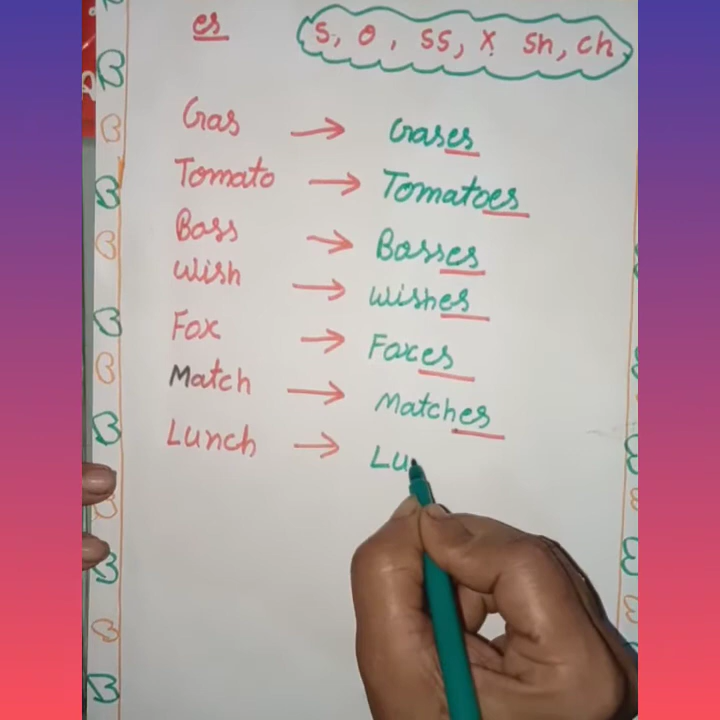 es s, o, ss, x sh, ch
Gas → Gases
Tomato → Tomatoes
Boss → Bosses
Wish → Wishes
Fox → Foxes
Match → Matches
Lunch → Lu